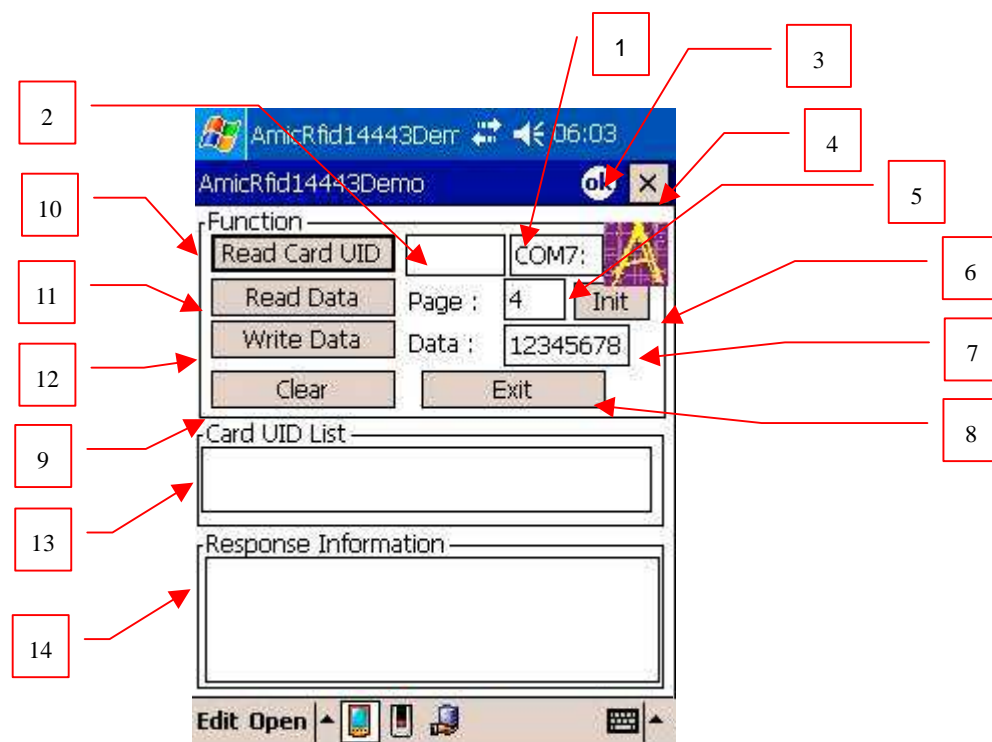 1
3
2
4
AmicRfid14443Dem 06:03
AmicRfid14443Demo ok
5
10
Function
Read Card UID COM7:
6
11
Read Data Page : 4 Init
Write Data Data : 12345678
7
12
Clear Exit
8
9
Card UID List
13
Response Information
14
Edit Open